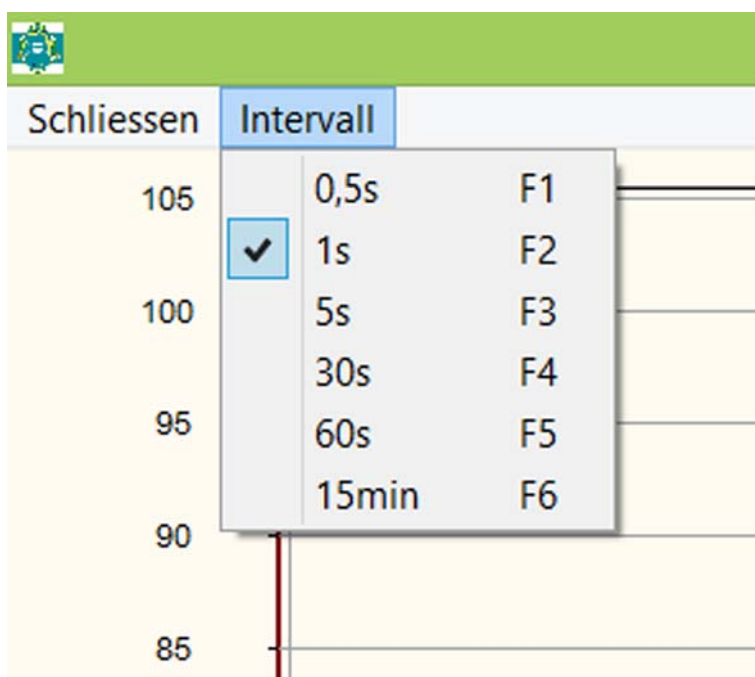 Schliessen Intervall
105
0,5s F1
1s F2
100
5s F3
30s F4
95
60s F5
15min F6
90
85